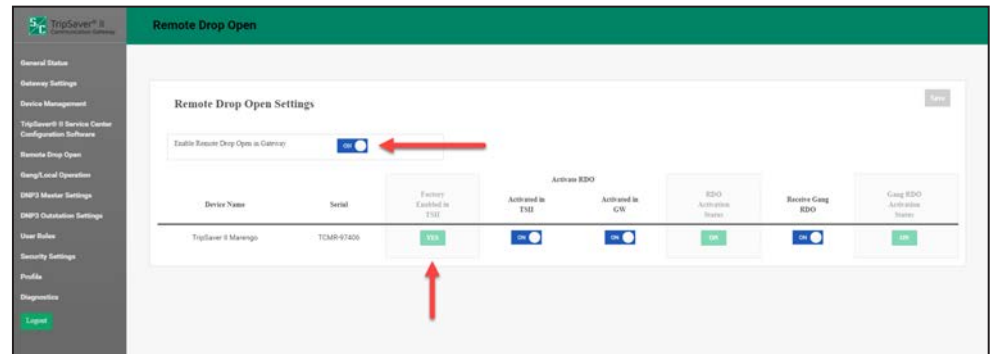 S&C TripSaver® II
Communication Gateway
Remote Drop Open
General Status
Gateway Settings
Device Management
TripSaver® II Service Center
Configuration Software
Remote Drop Open
Gang/Local Operation
DNP3 Master Settings
DNP3 Outstation Settings
User Roles
Security Settings
Profile
Diagnostics
Logout
Remote Drop Open Settings
Save
Enable Remote Drop Open in Gateway
ON
Activate RDO
Device Name
Serial
Factory
Enabled in
TSII
Activated in
TSII
Activated in
GW
RDO
Activation
Status
Receive Gang
RDO
Gang RDO
Activation
Status
TripSaver II Marengo
TCMR-97406
YES
ON
ON
ON
ON
ON